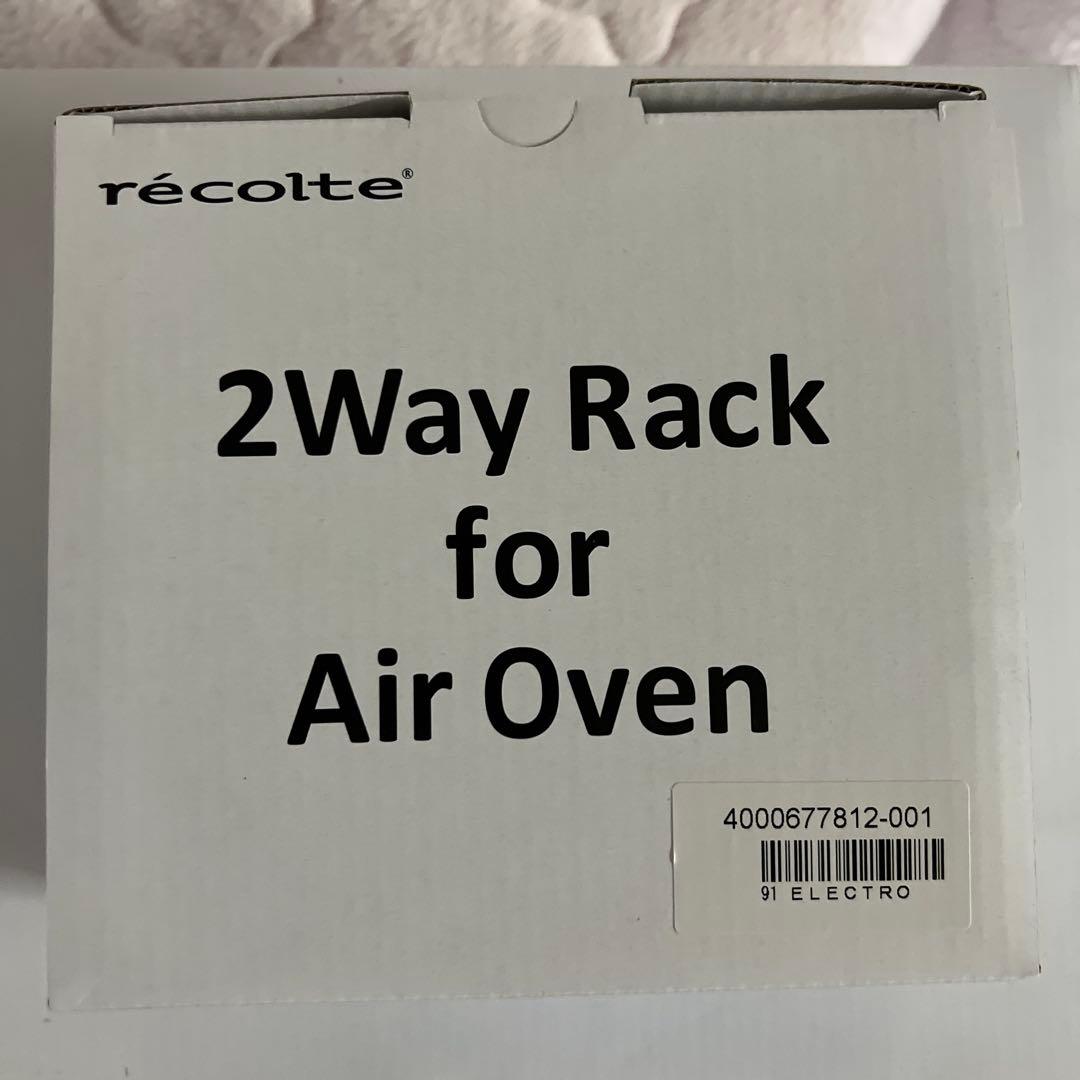 récolte®
2Way Rack
for
Air Oven
4000677812-001
91 ELECTRO